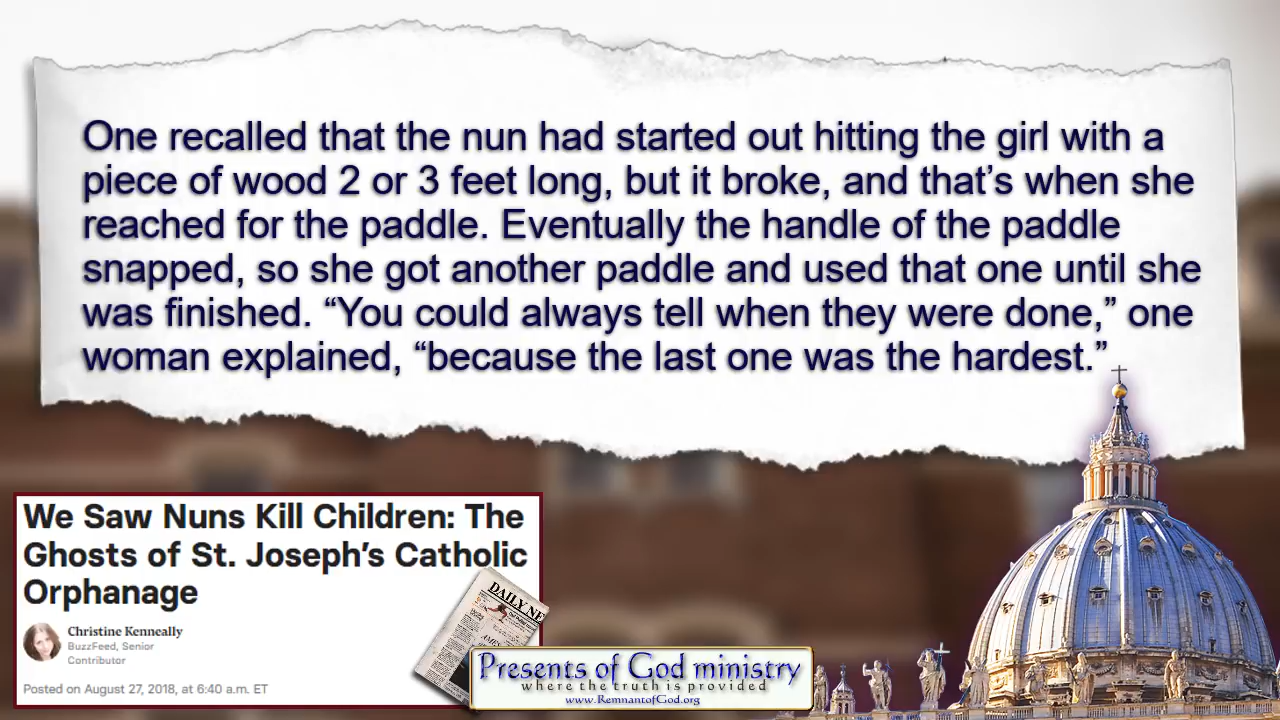 One recalled that the nun had started out hitting the girl with a
piece of wood 2 or 3 feet long, but it broke, and that’s when she
reached for the paddle. Eventually the handle of the paddle
snapped, so she got another paddle and used that one until she
was finished. “You could always tell when they were done,” one
woman explained, “because the last one was the hardest.”
We Saw Nuns Kill Children: The
Ghosts of St. Joseph’s Catholic
Orphanage
Christine Kenneally
BuzzFeed, Senior
Contributor
Posted on August 27, 2018, at 6:40 a.m. ET
DAILY NE
Presents of God ministry
where the truth is provided
www.RemnantofGod.org